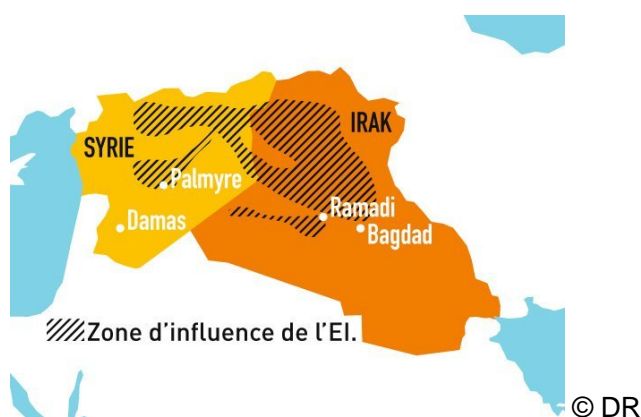 IRAK
SYRIE
Palmyre
Ramadi
Damas
Bagdad
Zone d'influence de l'EI.
© DR